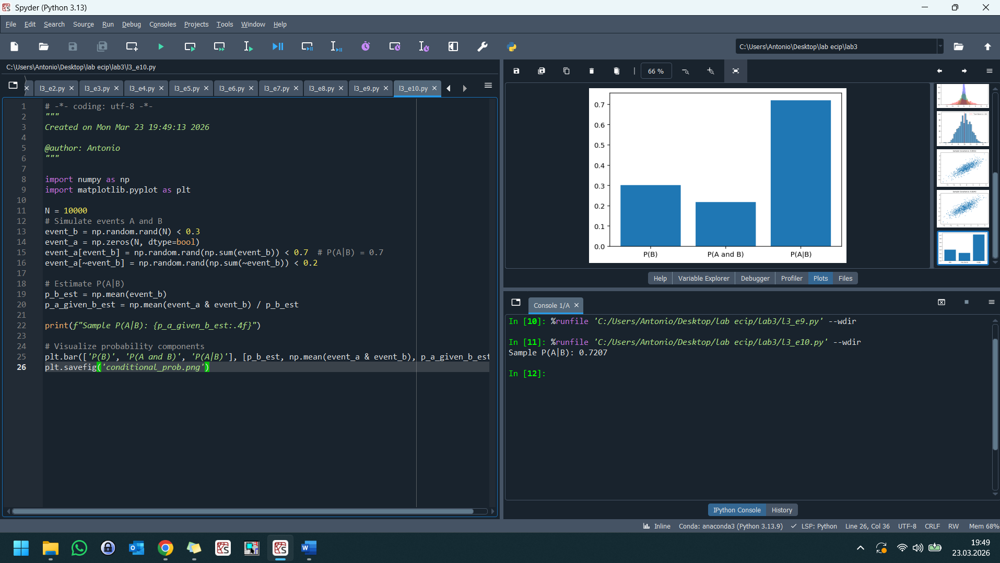 Spyder (Python 3.13)
File Edit Search Source Run Debug Consoles Projects Tools Window Help
C:\Users\Antonio\Desktop\lab ecip\lab3
C:\Users\Antonio\Desktop\lab ecip\lab3\l3_e10.py
l3_e2.py l3_e3.py l3_e4.py l3_e5.py l3_e6.py l3_e7.py l3_e8.py l3_e9.py l3_e10.py
1 # -*- coding: utf-8 -*-
2 """
3 Created on Mon Mar 23 19:49:13 2026
4
5 @author: Antonio
6 """
7
8 import numpy as np
9 import matplotlib.pyplot as plt
10
11 N = 10000
12 # Simulate events A and B
13 event_b = np.random.rand(N) < 0.3
14 event_a = np.zeros(N, dtype=bool)
15 event_a[event_b] = np.random.rand(np.sum(event_b)) < 0.7  # P(A|B) = 0.7
16 event_a[~event_b] = np.random.rand(np.sum(~event_b)) < 0.2
17
18 # Estimate P(A|B)
19 p_b_est = np.mean(event_b)
20 p_a_given_b_est = np.mean(event_a & event_b) / p_b_est
21
22 print(f"Sample P(A|B): {p_a_given_b_est:.4f}")
23
24 # Visualize probability components
25 plt.bar(['P(B)', 'P(A and B)', 'P(A|B)'], [p_b_est, np.mean(event_a & event_b), p_a_given_b_est
26 plt.savefig('conditional_prob.png')
66 %
0.7
0.6
0.5
0.4
0.3
0.2
0.1
0.0
P(B) P(A and B) P(A|B)
Help Variable Explorer Debugger Profiler Plots Files
Console 1/A
In [10]: %runfile 'C:/Users/Antonio/Desktop/lab ecip/lab3/l3_e9.py' --wdir
In [11]: %runfile 'C:/Users/Antonio/Desktop/lab ecip/lab3/l3_e10.py' --wdir
Sample P(A|B): 0.7207
In [12]:
IPython Console History
Inline Conda: anaconda3 (Python 3.13.9) LSP: Python Line 26, Col 36 UTF-8 CRLF RW Mem 68%
19:49
23.03.2026